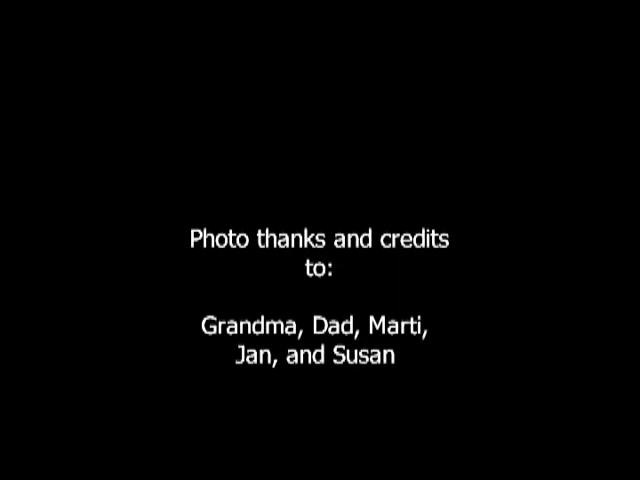 Photo thanks and credits
to:
Grandma, Dad, Marti,
Jan, and Susan